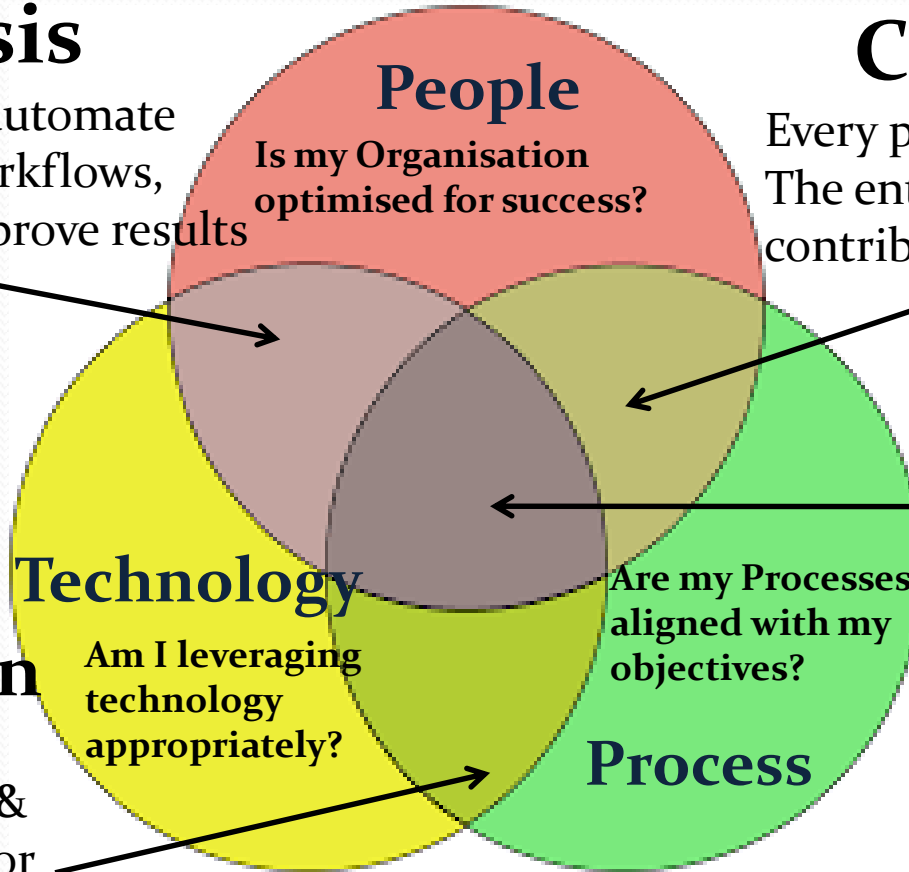 sis
automate
rkflows,
prove results
People
Is my Organisation
optimised for success?
C
Every p
The ent
contrib
Technology
Am I leveraging
technology
appropriately?
n
&
or
Are my Processes
aligned with my
objectives?
Process